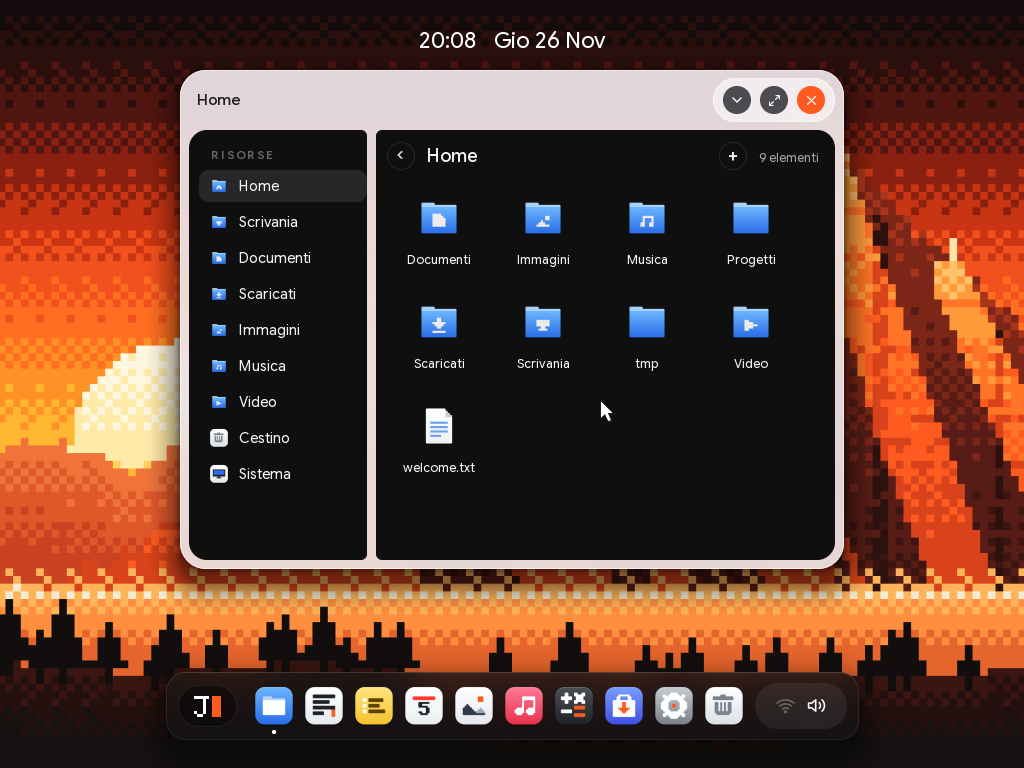 20:08 Gio 26 Nov
Home
RISORSE
Home
Scrivania
Documenti
Scaricati
Immagini
Musica
Video
Cestino
Sistema
Home
9 elementi
Documenti
Immagini
Musica
Progetti
Scaricati
Scrivania
tmp
Video
welcome.txt
5